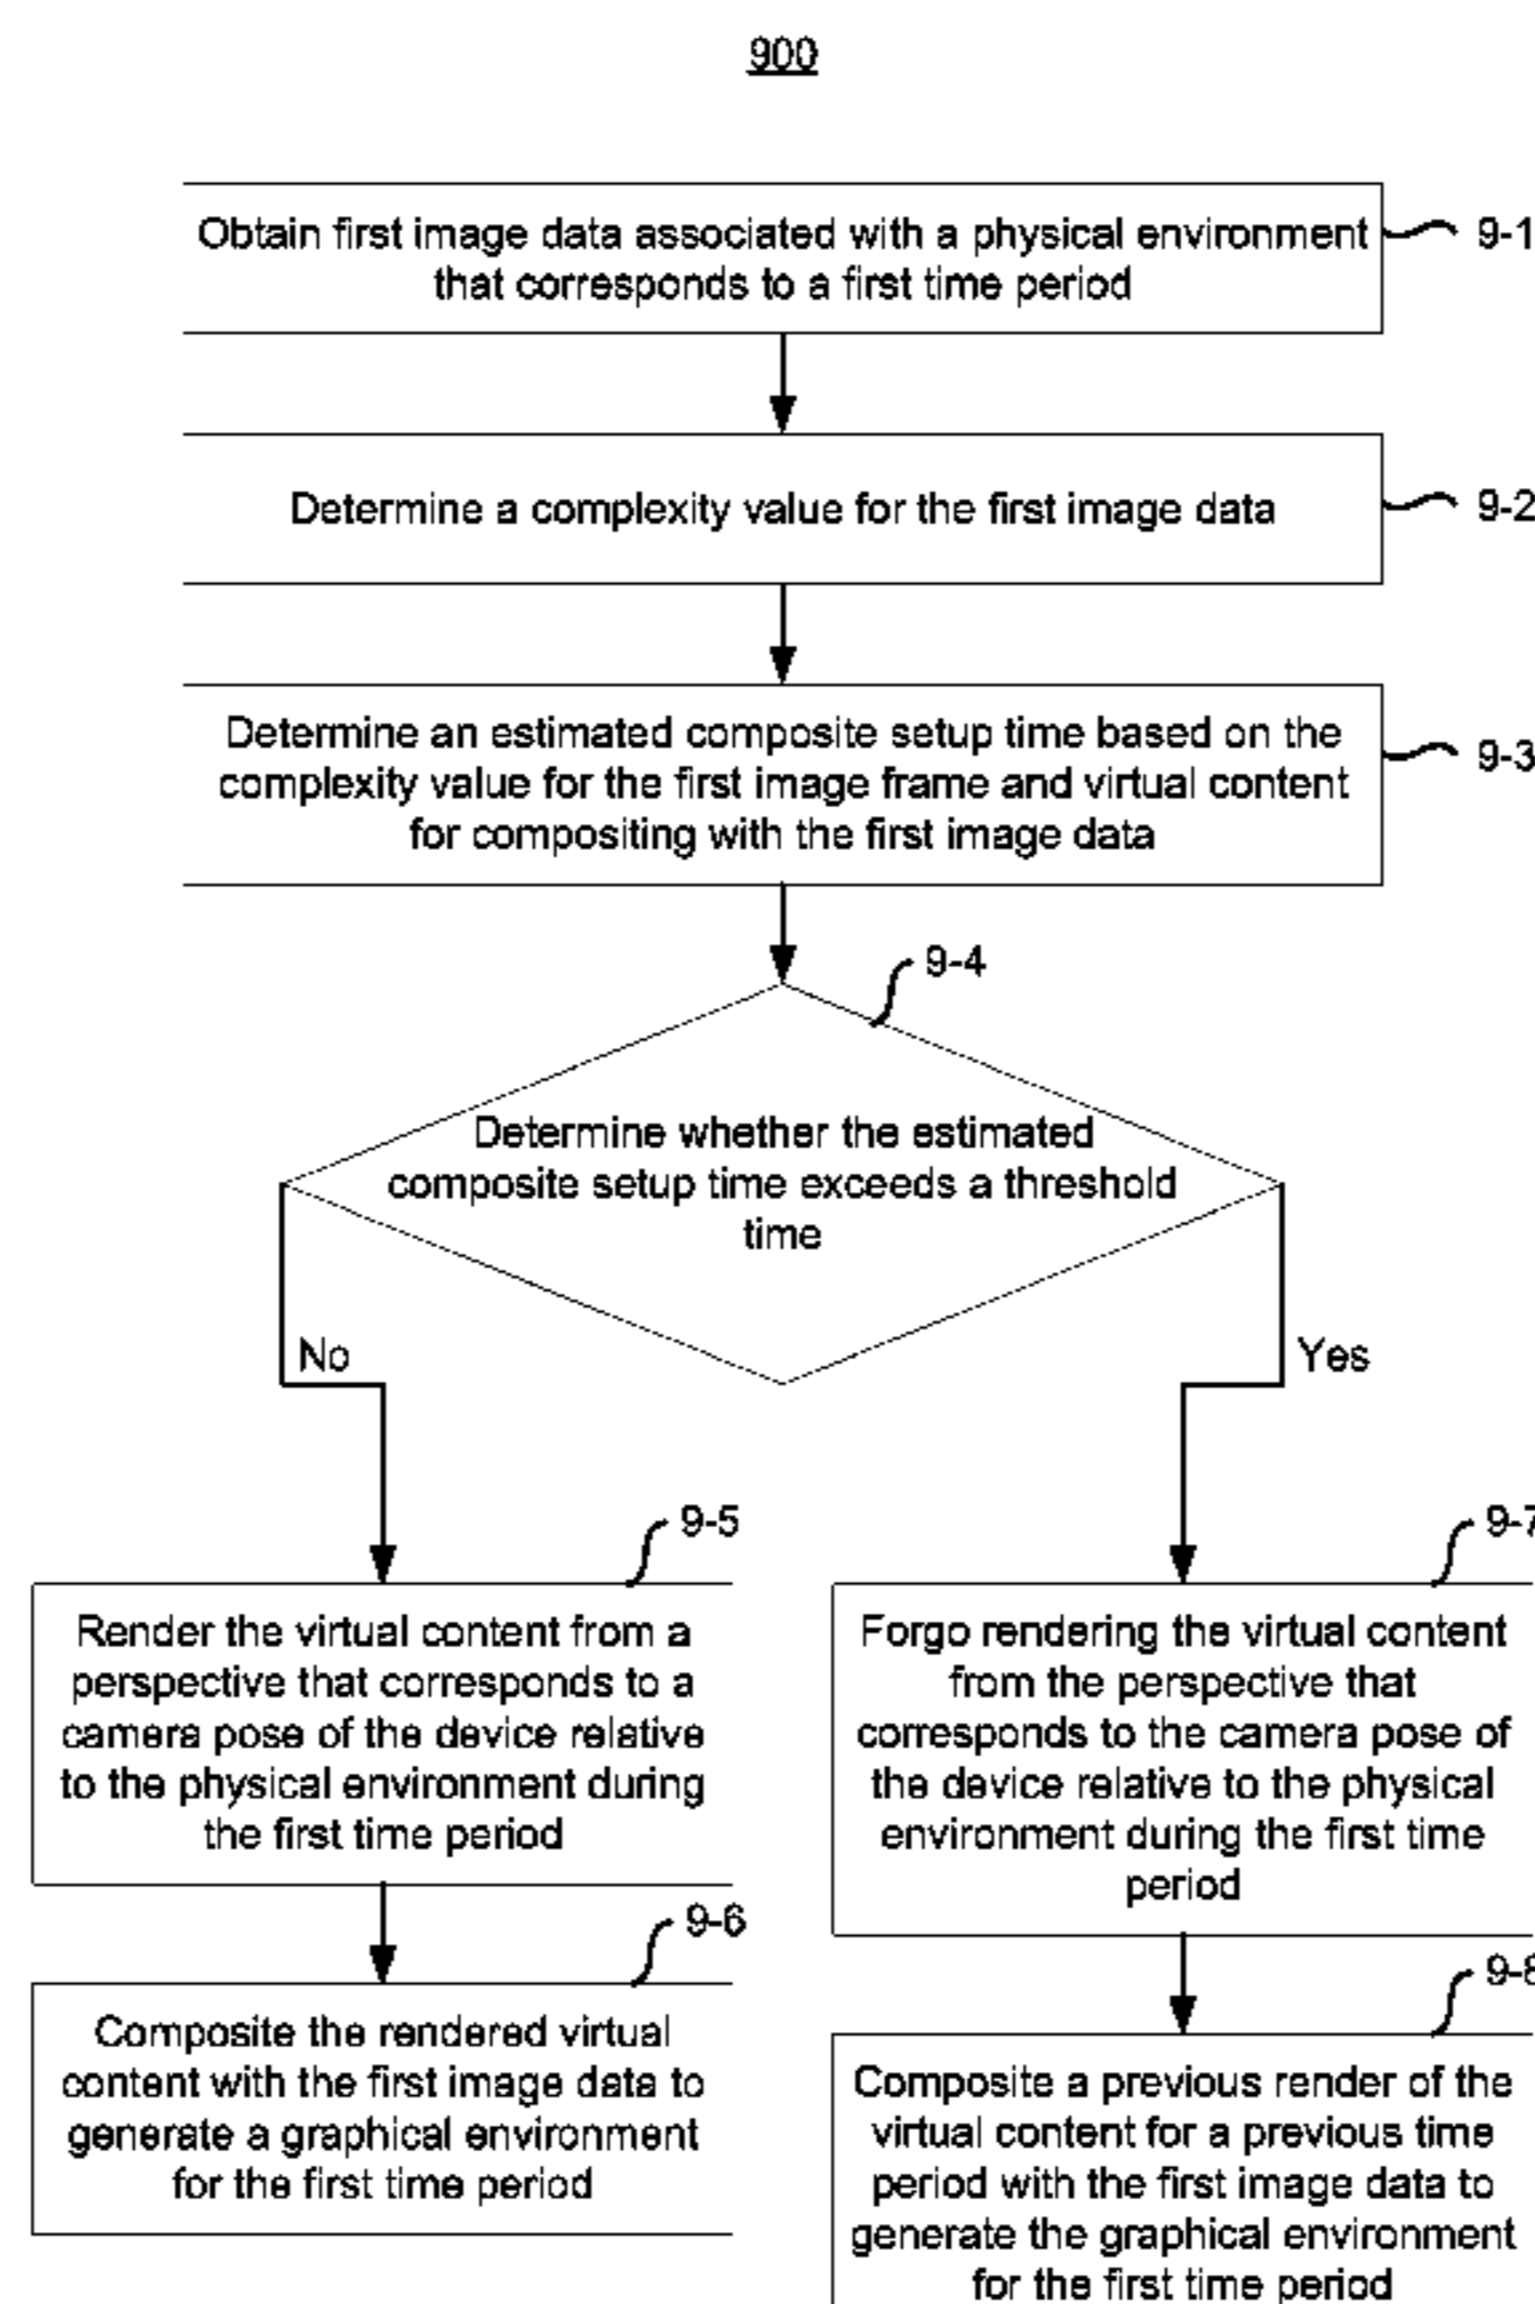 900
Obtain first image data associated with a physical environment
that corresponds to a first time period
9-1
Determine a complexity value for the first image data
9-2
Determine an estimated composite setup time based on the
complexity value for the first image frame and virtual content
for compositing with the first image data
9-3
9-4
Determine whether the estimated
composite setup time exceeds a threshold
time
No
Yes
9-5
Render the virtual content from a
perspective that corresponds to a
camera pose of the device relative
to the physical environment during
the first time period
9-6
Composite the rendered virtual
content with the first image data to
generate a graphical environment
for the first time period
9-7
Forgo rendering the virtual content
from the perspective that
corresponds to the camera pose of
the device relative to the physical
environment during the first time
period
9-8
Composite a previous render of the
virtual content for a previous time
period with the first image data to
generate the graphical environment
for the first time period